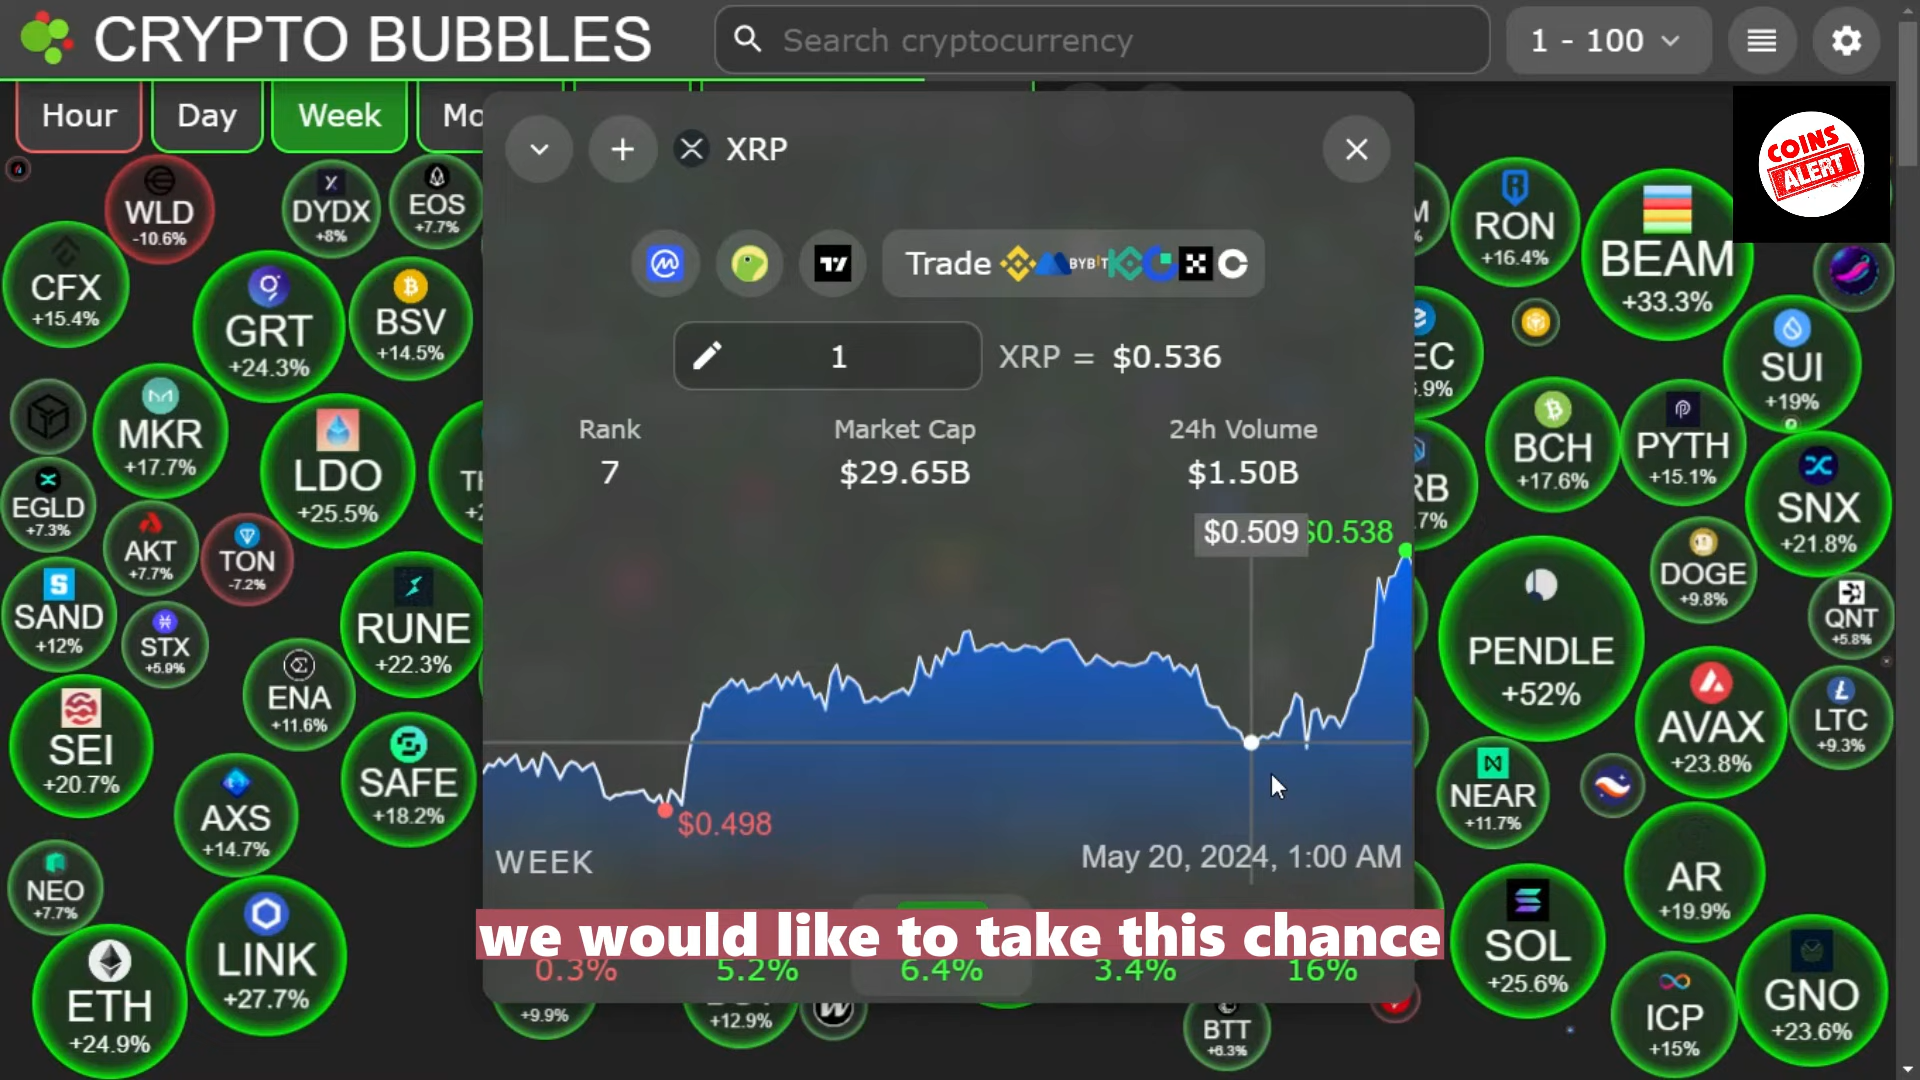 CRYPTO BUBBLES
Search cryptocurrency
1 - 100
Hour
Day
Week
XRP
COINS
ALERT
Trade
BYBIT
1
XRP = $0.536
Rank
Market Cap
24h Volume
7
$29.65B
$1.50B
$0.509
$0.538
$0.498
WEEK
May 20, 2024, 1:00 AM
we would like to take this chance
0.3%
5.2%
6.4%
3.4%
16%
WLD
-10.6%
DYDX
+8%
EOS
+7.7%
CFX
+15.4%
GRT
+24.3%
BSV
+14.5%
MKR
+17.7%
LDO
+25.5%
EGLD
+7.3%
AKT
+7.7%
TON
-7.2%
SAND
+12%
STX
+5.9%
RUNE
+22.3%
ENA
+11.6%
SEI
+20.7%
SAFE
+18.2%
AXS
+14.7%
NEO
+7.7%
LINK
+27.7%
ETH
+24.9%
+9.9%
+12.9%
BTT
+6.3%
RON
+16.4%
BEAM
+33.3%
SUI
+19%
BCH
+17.6%
PYTH
+15.1%
SNX
+21.8%
DOGE
+9.8%
QNT
+5.8%
PENDLE
+52%
AVAX
+23.8%
LTC
+9.3%
NEAR
+11.7%
AR
+19.9%
SOL
+25.6%
ICP
+15%
GNO
+23.6%